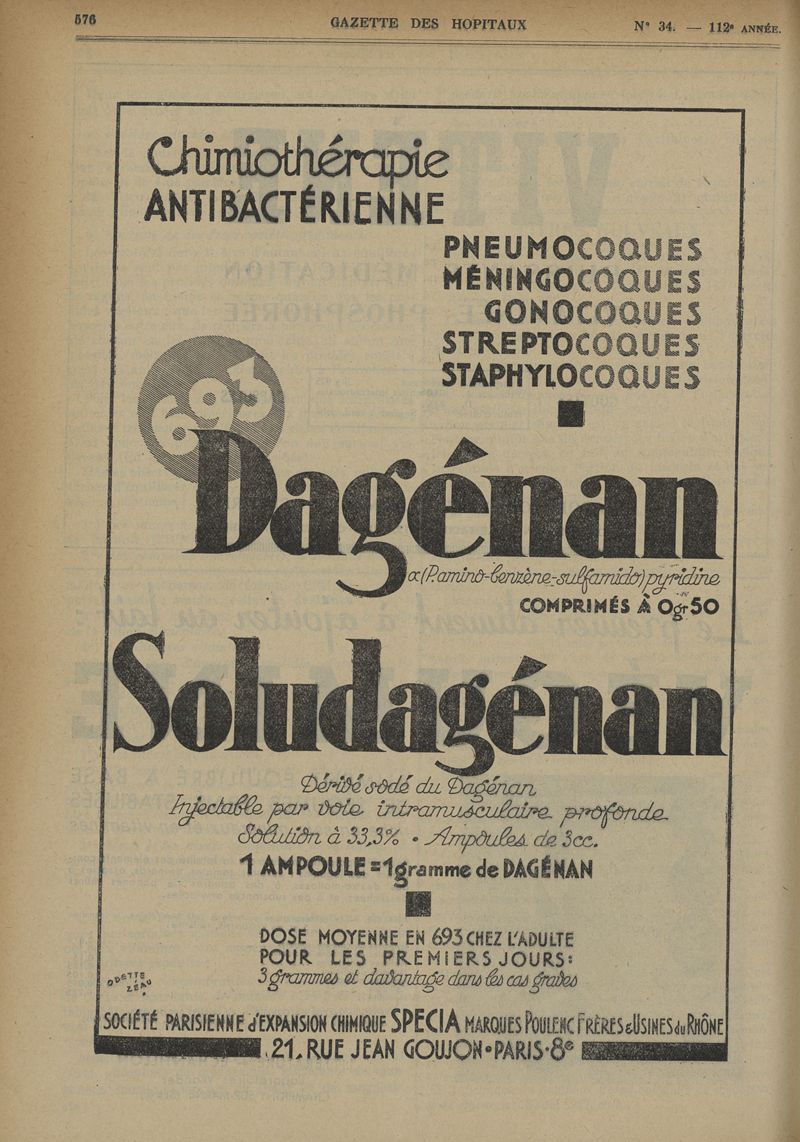 576
GAZETTE DES HOPITAUX
N° 34. — 112e ANNÉE.
Chimiothérapie
ANTIBACTÉRIENNE
PNEUMOCOQUES
MÉNINGOCOQUES
GONOCOQUES
STREPTOCOQUES
STAPHYLOCOQUES
693
Dagénan
α(P.amino-benzène-sulfamido)pyridine
COMPRIMÉS À 0gr50
Soludagénan
Dérivé sodé du Dagénan
Injectable par voie intramusculaire profonde
Solution à 33,3% • Ampoules de 3cc.
1 AMPOULE = 1gramme de DAGÉNAN
DOSE MOYENNE EN 693 CHEZ L'ADULTE
POUR LES PREMIERS JOURS:
3 grammes et davantage dans les cas graves
ODETTE
LÉAU
SOCIÉTÉ PARISIENNE d'EXPANSION CHIMIQUE SPECIA MARQUES POULENC FRÈRES & USINES du RHÔNE
21, RUE JEAN GOUJON • PARIS • 8e